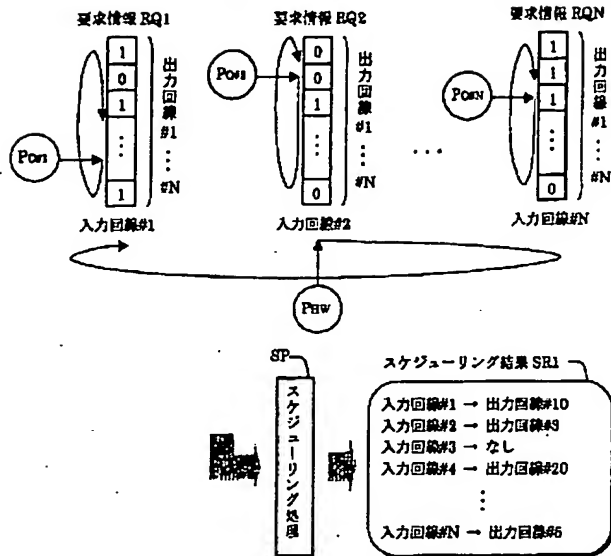 要求情報 RQ1
要求情報 RQ2
要求情報 RQN
1
0
1
⋮
1
出力回線#1…#N
PO#1
入力回線#1
0
0
1
⋮
0
出力回線#1…#N
PO#2
入力回線#2
…
1
1
1
⋮
0
出力回線#1…#N
PO#N
入力回線#N
PHW
SP
スケジューリング処理
スケジューリング結果 SR1
入力回線#1 → 出力回線#10
入力回線#2 → 出力回線#3
入力回線#3 → なし
入力回線#4 → 出力回線#20
⋮
入力回線#N → 出力回線#5